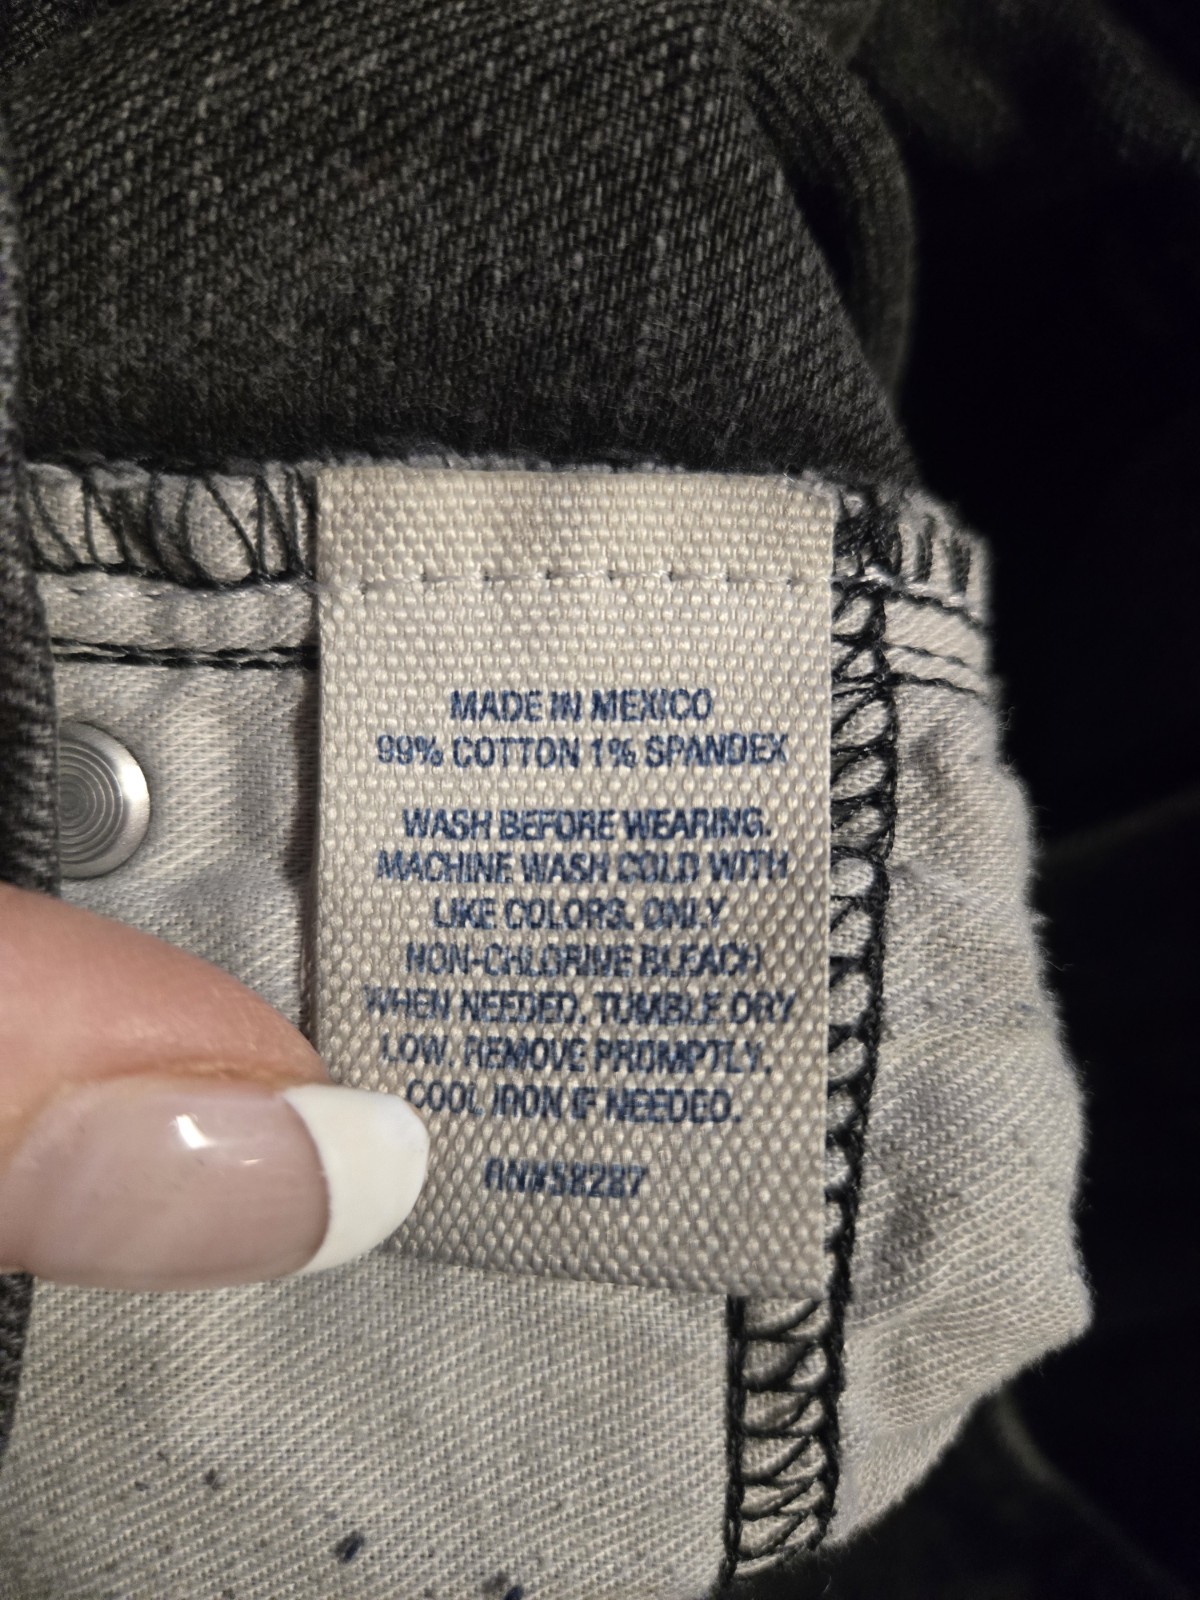 MADE IN MEXICO
99% COTTON 1% SPANDEX
WASH BEFORE WEARING.
MACHINE WASH COLD WITH
LIKE COLORS. ONLY
NON-CHLORINE BLEACH
WHEN NEEDED. TUMBLE DRY
LOW. REMOVE PROMPTLY.
COOL IRON IF NEEDED.
RN#58287